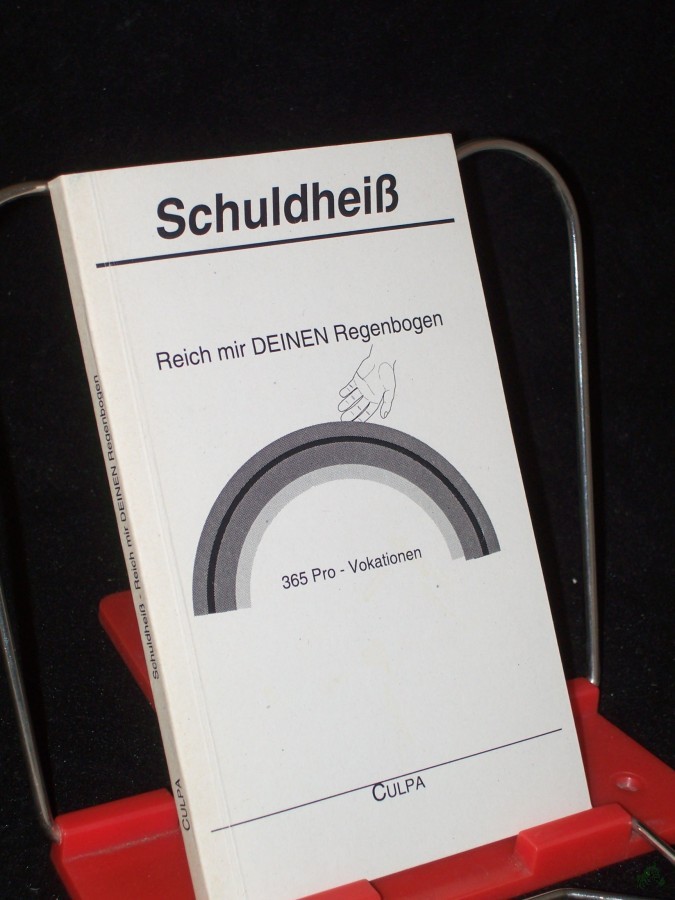 Schuldheiß
Reich mir DEINEN Regenbogen
365 Pro - Vokationen
CULPA
Schuldheiß - Reich mir DEINEN Regenbogen
CULPA